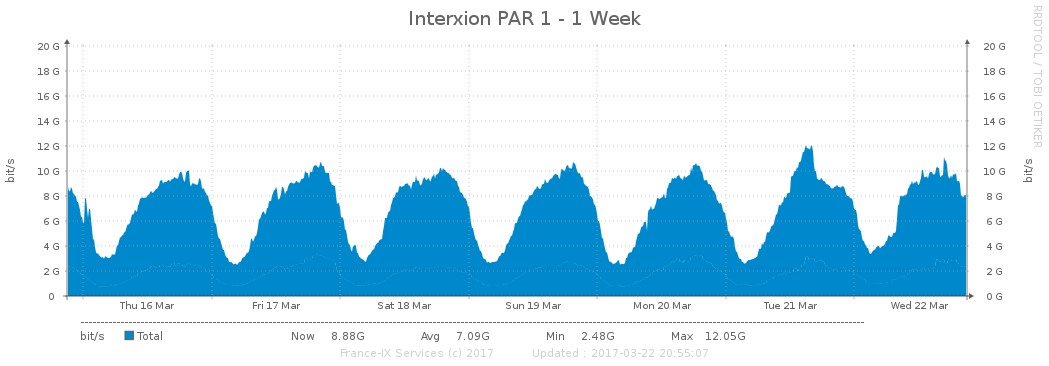 Interxion PAR 1 - 1 Week
RRDTOOL / TOBI OETIKER
bit/s
20 G 20 G
18 G 18 G
16 G 16 G
14 G 14 G
12 G 12 G
10 G 10 G
8 G 8 G
6 G 6 G
4 G 4 G
2 G 2 G
0 0 G
bit/s
Thu 16 Mar Fri 17 Mar Sat 18 Mar Sun 19 Mar Mon 20 Mar Tue 21 Mar Wed 22 Mar
bit/s Total Now 8.88G Avg 7.09G Min 2.48G Max 12.05G
France-IX Services (c) 2017 Updated : 2017-03-22 20:55:07